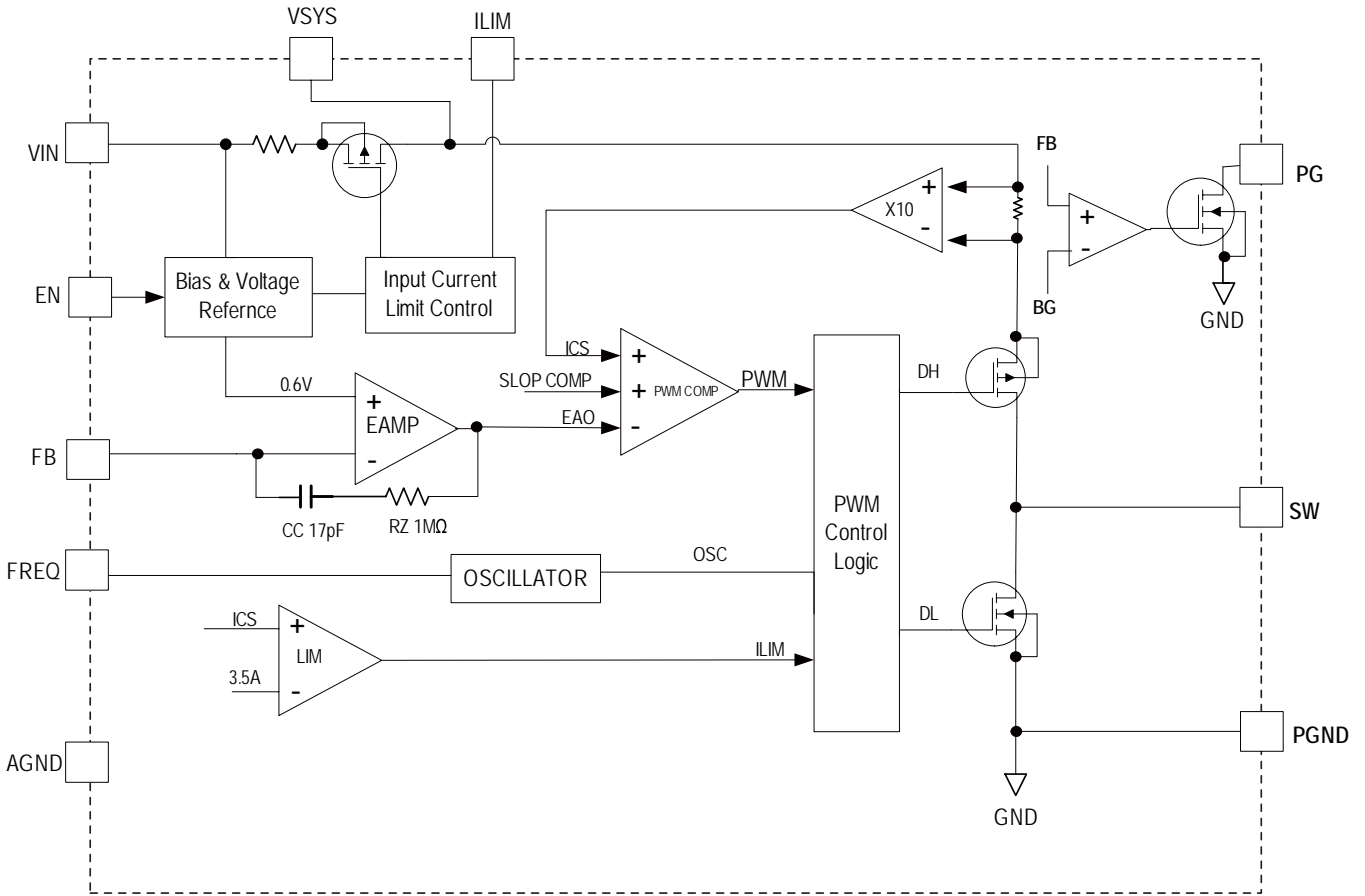 VSYS
ILIM
VIN
FB
PG
+
X10
-
+
-
EN
Bias & Voltage
Refernce
Input Current
Limit Control
BG
GND
ICS
+
SLOP COMP
+
PWM COMP
PWM
DH
0.6V
+
EAMP
EAO
-
FB
-
CC 17pF
RZ 1MΩ
PWM
Control
Logic
SW
FREQ
OSCILLATOR
OSC
ICS
+
LIM
ILIM
DL
3.5A
-
AGND
PGND
GND